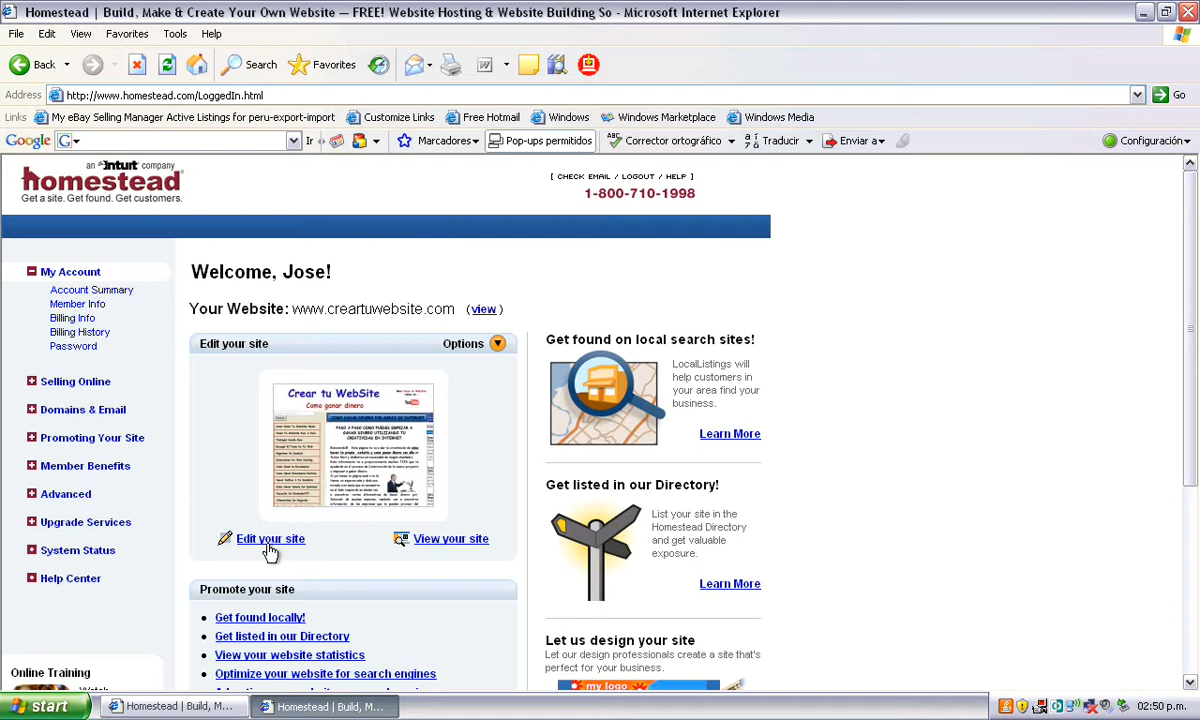 Homestead | Build, Make & Create Your Own Website — FREE! Website Hosting & Website Building So - Microsoft Internet Explorer
File Edit View Favorites Tools Help
Back Search Favorites
Address http://www.homestead.com/LoggedIn.html Go
Links My eBay Selling Manager Active Listings for peru-export-import Customize Links Free Hotmail Windows Windows Marketplace Windows Media
Google G Ir Marcadores Pop-ups permitidos Corrector ortográfico Traducir Enviar a Configuración
an intuit company
homestead
Get a site. Get found. Get customers.
[ CHECK EMAIL / LOGOUT / HELP ]
1-800-710-1998
My Account
Account Summary
Member Info
Billing Info
Billing History
Password
Selling Online
Domains & Email
Promoting Your Site
Member Benefits
Advanced
Upgrade Services
System Status
Help Center
Online Training
Welcome, Jose!
Your Website: www.creartuwebsite.com (view)
Edit your site Options
Crear tu WebSite
Como ganar dinero
Edit your site View your site
Promote your site
• Get found locally!
• Get listed in our Directory
• View your website statistics
• Optimize your website for search engines
Get found on local search sites!
LocalListings will
help customers in
your area find your
business.
Learn More
Get listed in our Directory!
List your site in the
Homestead Directory
and get valuable
exposure.
Learn More
Let us design your site
Let our design professionals create a site that's
perfect for your business.
my logo
start Homestead | Build, M... Homestead | Build, M... 02:50 p.m.